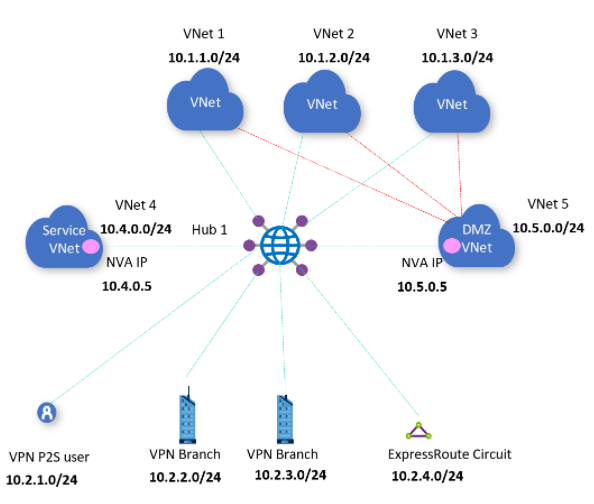 VNet 1
VNet 2
VNet 3
10.1.1.0/24
10.1.2.0/24
10.1.3.0/24
VNet
VNet
VNet
VNet 4
VNet 5
10.4.0.0/24
10.5.0.0/24
Service
VNet
Hub 1
DMZ
VNet
NVA IP
10.4.0.5
NVA IP
10.5.0.5
VPN P2S user
10.2.1.0/24
VPN Branch
10.2.2.0/24
VPN Branch
10.2.3.0/24
ExpressRoute Circuit
10.2.4.0/24